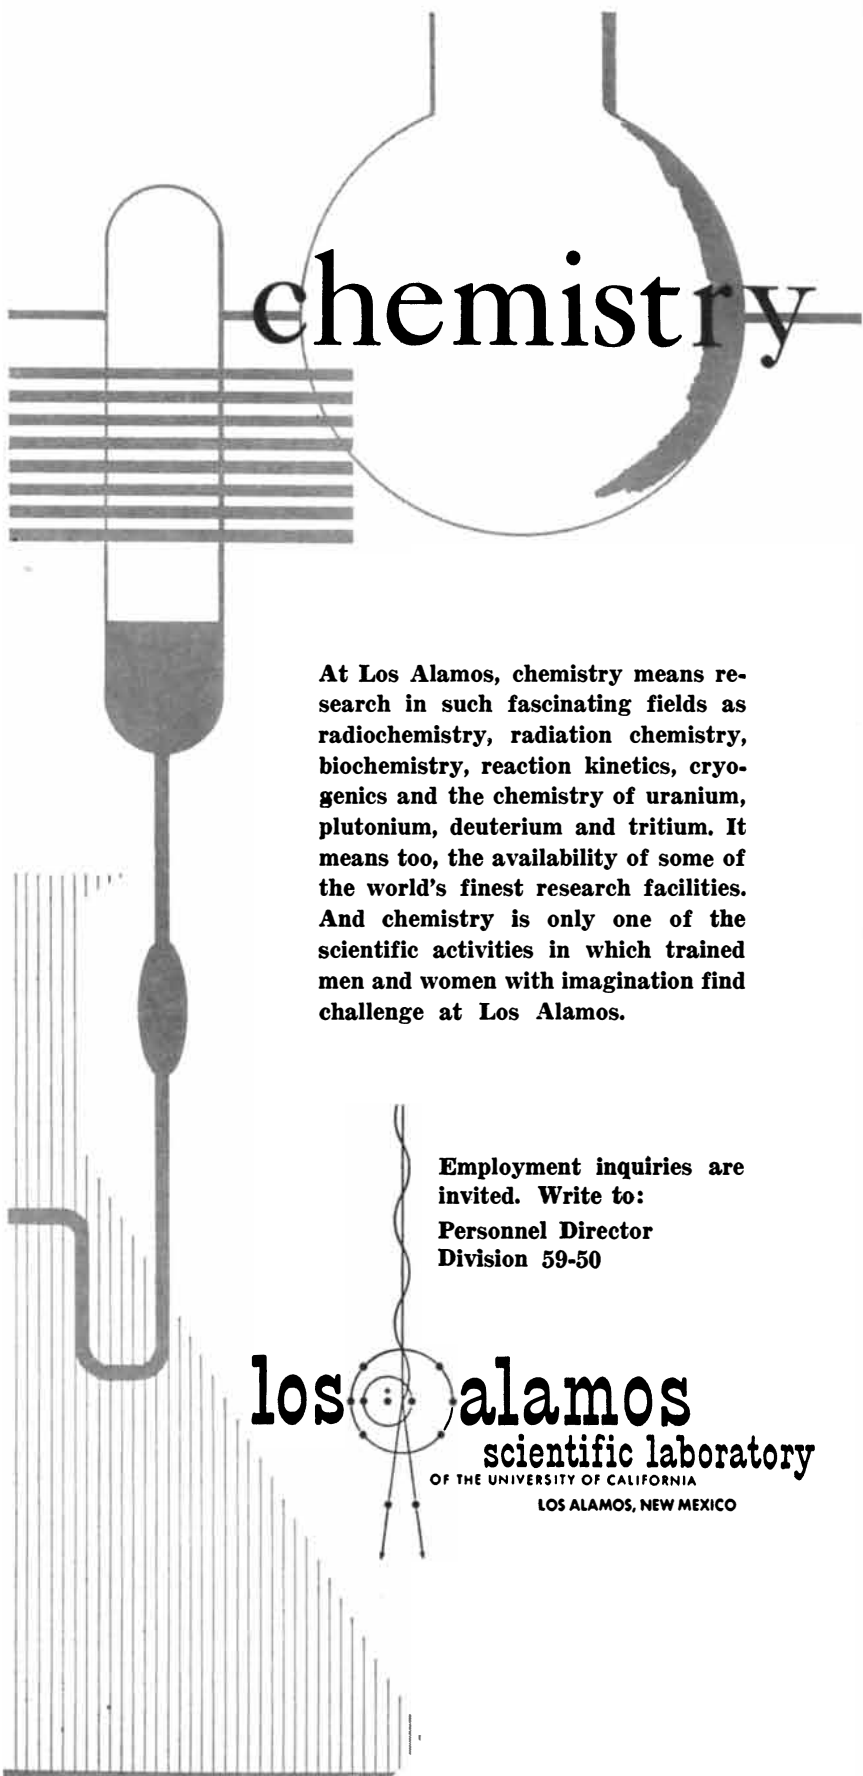 chemistry
At Los Alamos, chemistry means re-
search in such fascinating fields as
radiochemistry, radiation chemistry,
biochemistry, reaction kinetics, cryo-
genics and the chemistry of uranium,
plutonium, deuterium and tritium. It
means too, the availability of some of
the world's finest research facilities.
And chemistry is only one of the
scientific activities in which trained
men and women with imagination find
challenge at Los Alamos.
Employment inquiries are
invited. Write to:
Personnel Director
Division 59-50
los alamos
scientific laboratory
OF THE UNIVERSITY OF CALIFORNIA
LOS ALAMOS, NEW MEXICO